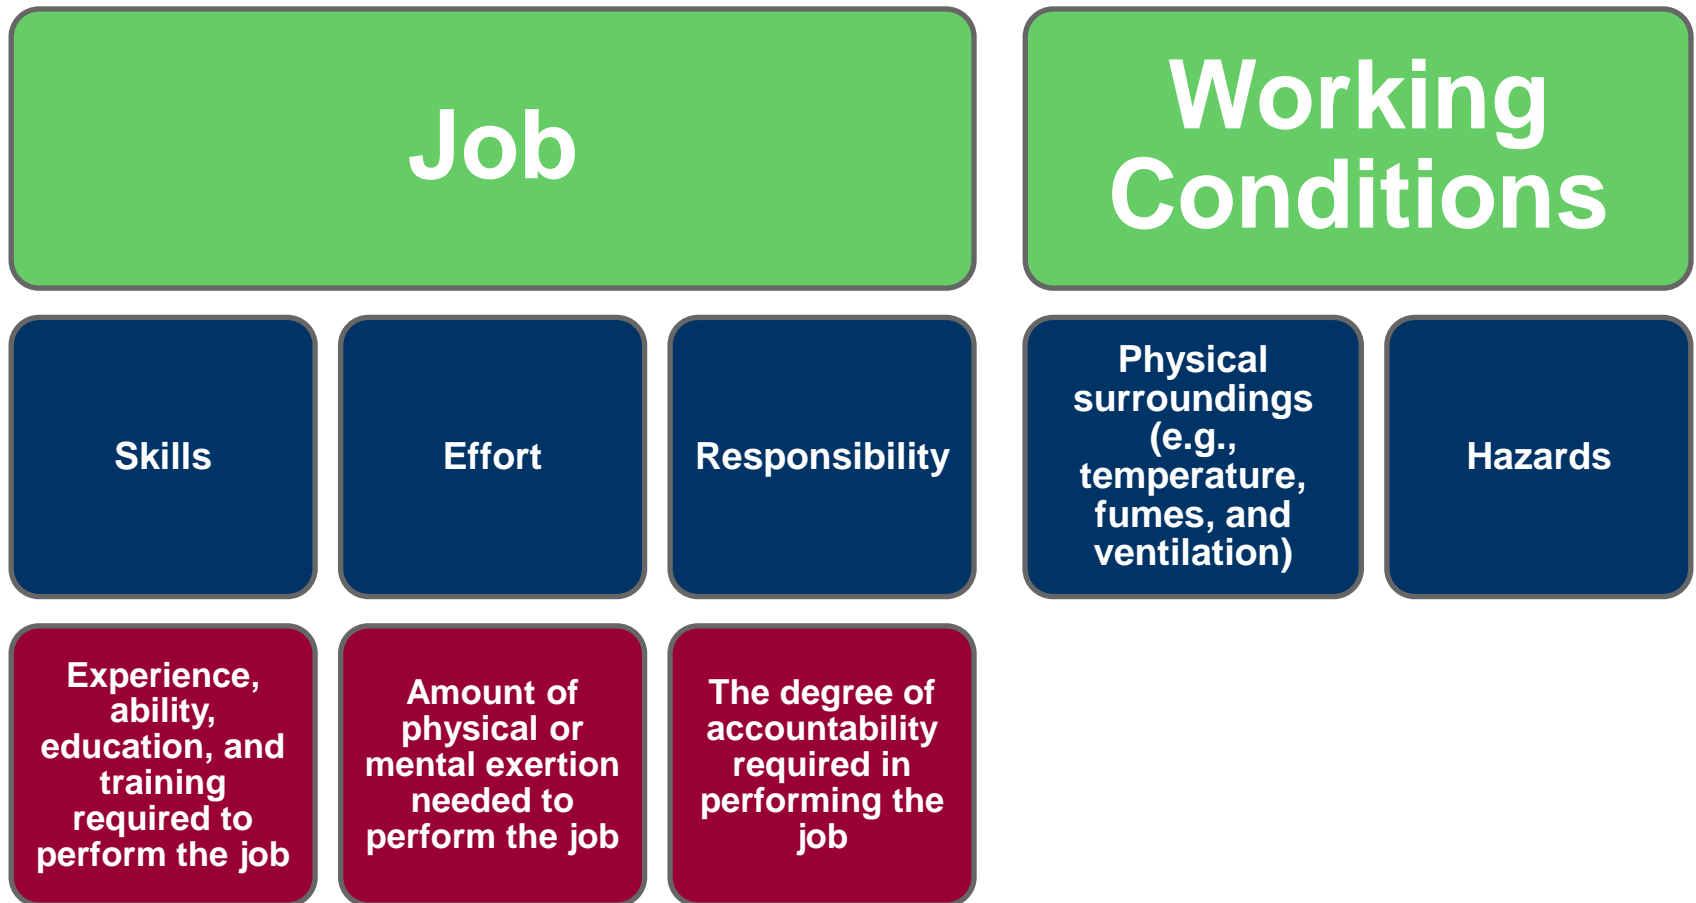 Job
Working
Conditions
Skills
Effort
Responsibility
Physical
surroundings
(e.g.,
temperature,
fumes, and
ventilation)
Hazards
Experience,
ability,
education, and
training
required to
perform the job
Amount of
physical or
mental exertion
needed to
perform the job
The degree of
accountability
required in
performing the
job